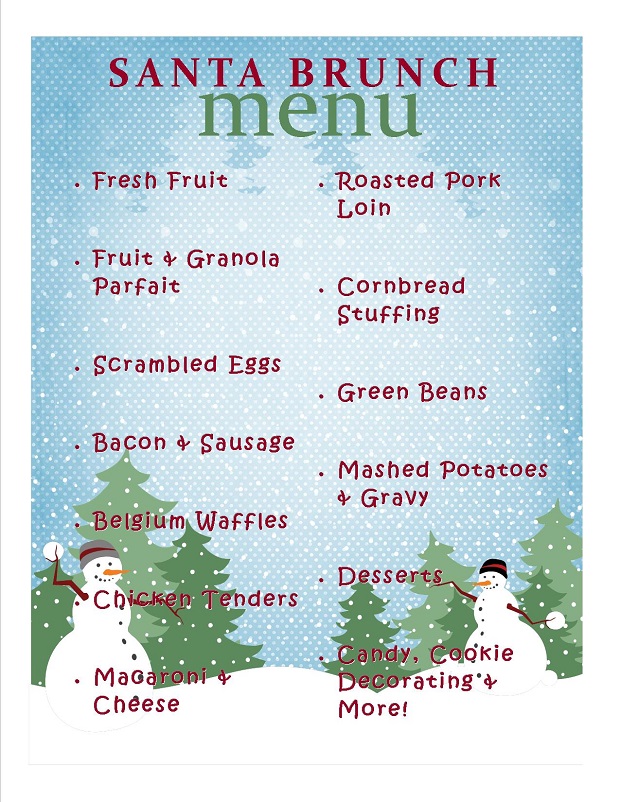 SANTA BRUNCH
menu
• Fresh Fruit
• Fruit & Granola
Parfait
• Scrambled Eggs
• Bacon & Sausage
• Belgium Waffles
• Chicken Tenders
• Macaroni &
Cheese
• Roasted Pork
Loin
• Cornbread
Stuffing
• Green Beans
• Mashed Potatoes
& Gravy
• Desserts
• Candy, Cookie
Decorating &
More!